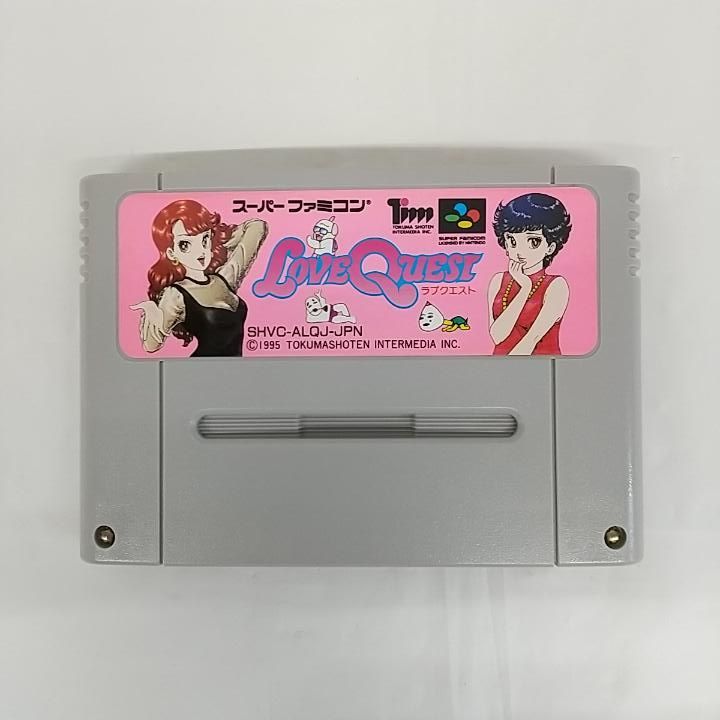 スーパーファミコン®
Tim
TOKUMA SHOTEN
INTERMEDIA INC.
SUPER FAMICOM
LICENSED BY NINTENDO
LOVE QUEST
ラブクエスト
SHVC-ALQJ-JPN
©1995 TOKUMASHOTEN INTERMEDIA INC.